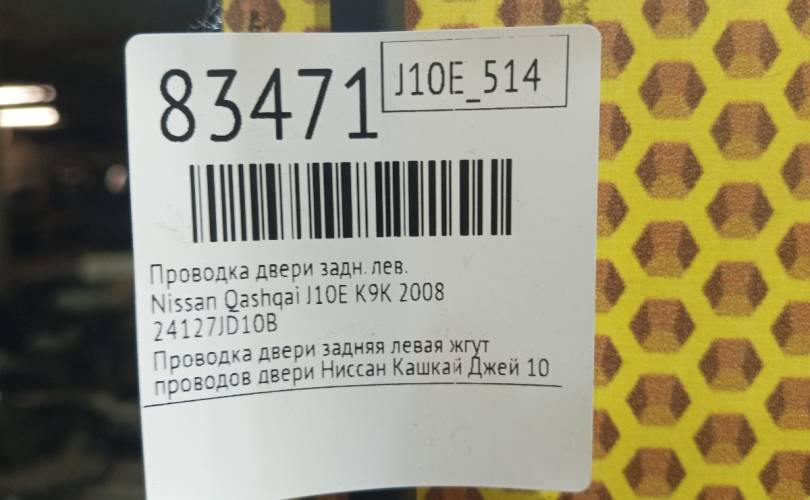 83471
J10E_514
Проводка двери задн. лев.
Nissan Qashqai J10E K9K 2008
24127JD10B
Проводка двери задняя левая жгут
проводов двери Ниссан Кашкай Джей 10